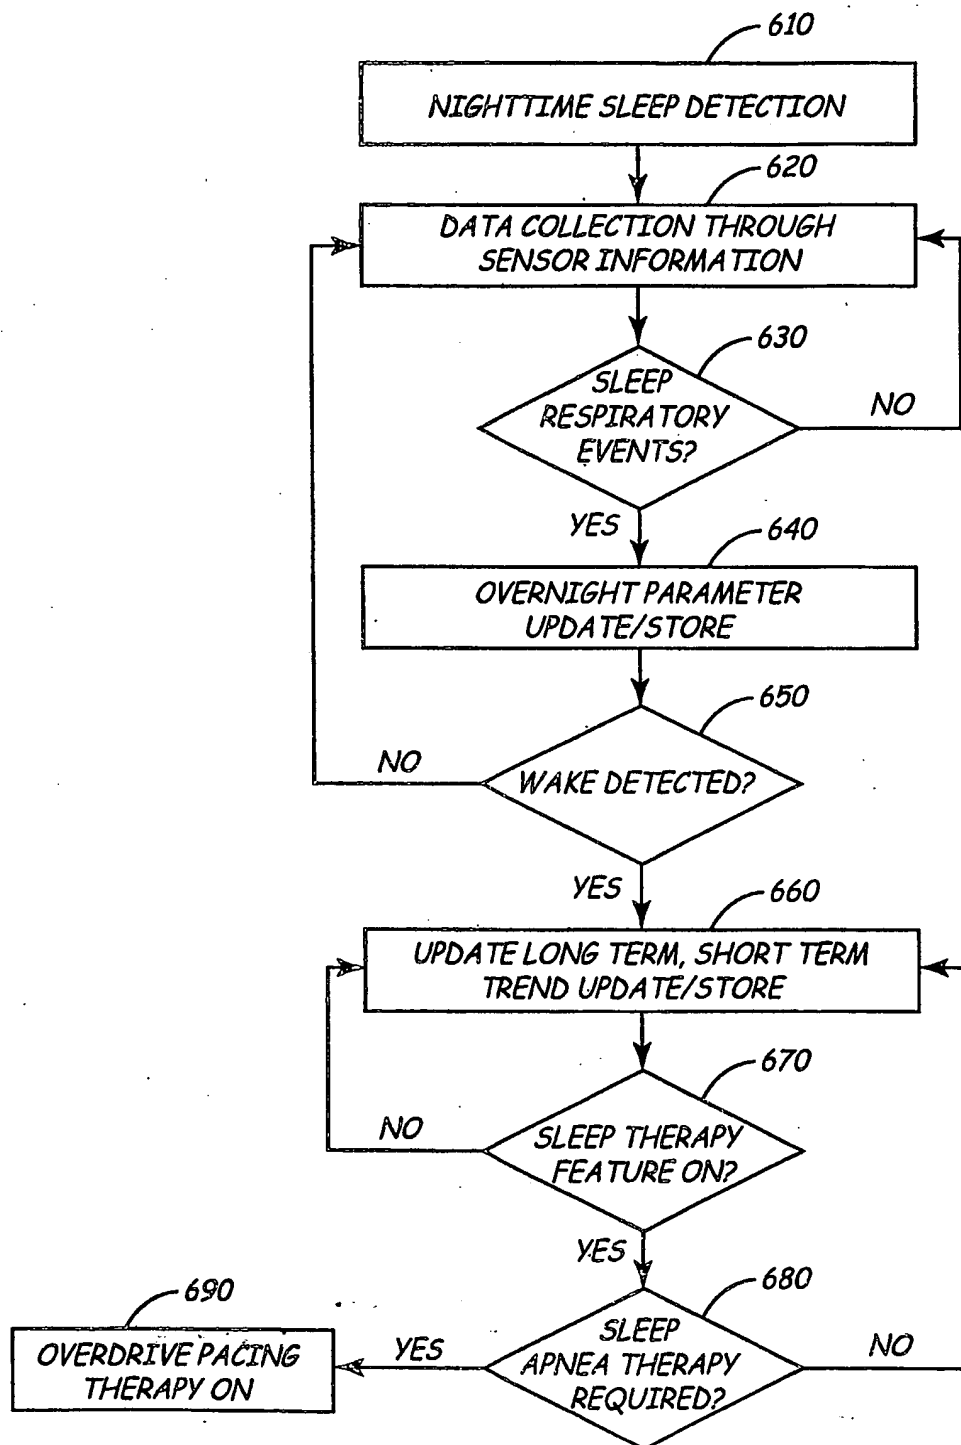 610
NIGHTTIME SLEEP DETECTION
620
DATA COLLECTION THROUGH
SENSOR INFORMATION
630
SLEEP
RESPIRATORY
EVENTS?
NO
YES
640
OVERNIGHT PARAMETER
UPDATE/STORE
650
NO
WAKE DETECTED?
YES
660
UPDATE LONG TERM, SHORT TERM
TREND UPDATE/STORE
670
NO
SLEEP THERAPY
FEATURE ON?
YES
680
690
SLEEP
APNEA THERAPY
REQUIRED?
YES
NO
OVERDRIVE PACING
THERAPY ON